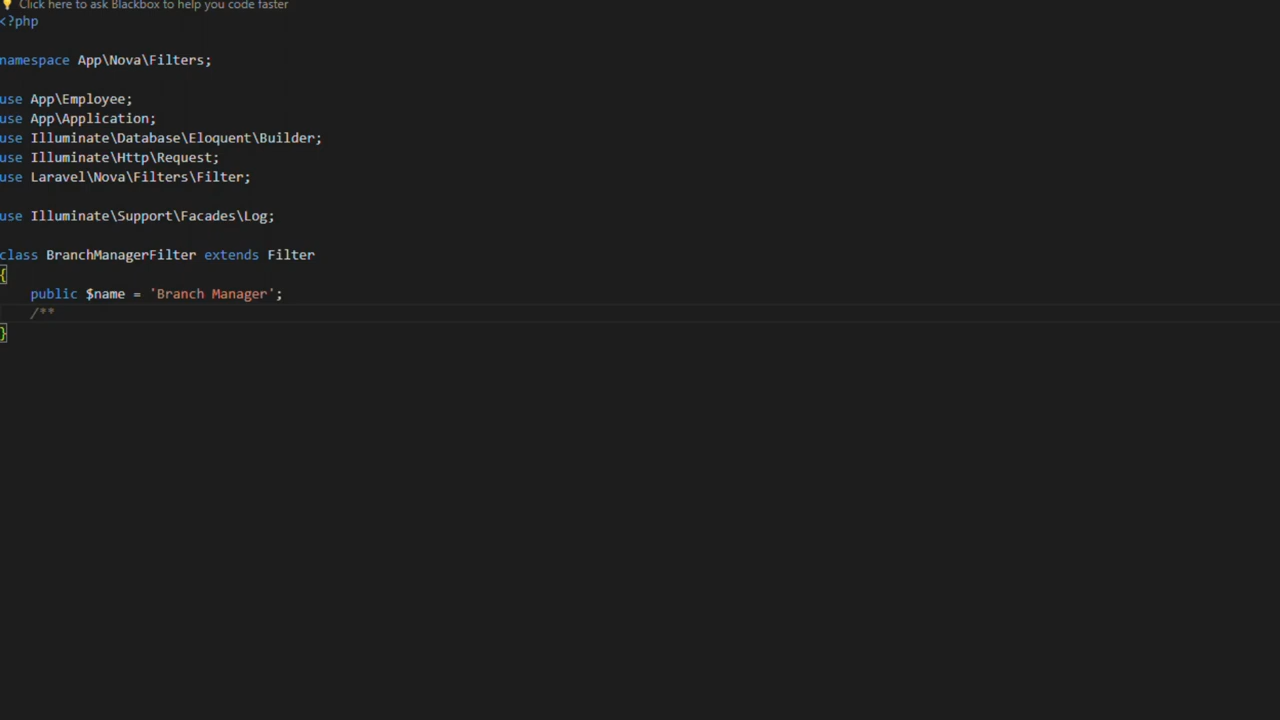 Click here to ask Blackbox to help you code faster
<?php
namespace App\Nova\Filters;
use App\Employee;
use App\Application;
use Illuminate\Database\Eloquent\Builder;
use Illuminate\Http\Request;
use Laravel\Nova\Filters\Filter;
use Illuminate\Support\Facades\Log;
class BranchManagerFilter extends Filter
{
    public $name = 'Branch Manager';
    /**
}